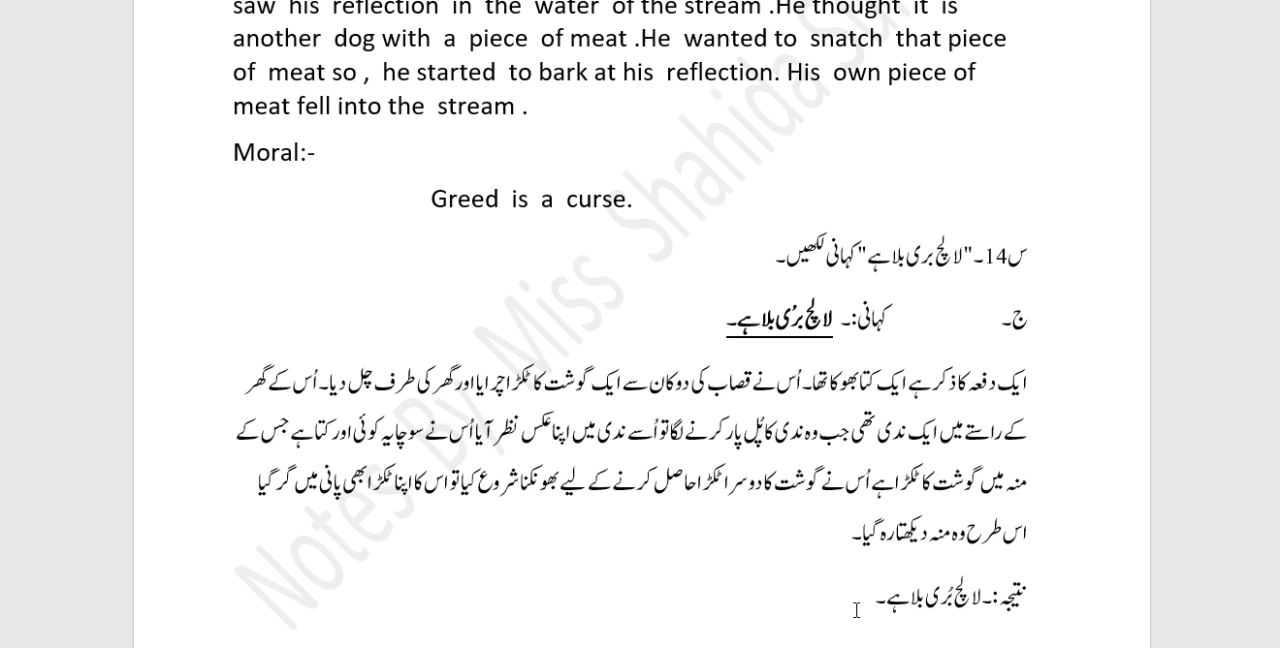 saw his reflection in the water of the stream .He thought it is
another dog with a piece of meat .He wanted to snatch that piece
of meat so , he started to bark at his reflection. His own piece of
meat fell into the stream .
Moral:-
Greed is a curse.
س14۔"لالچ بری بلا ہے" کہانی لکھیں۔
ج۔ کہانی:۔ لالچ بُری بلا ہے۔
ایک دفعہ کا ذکر ہے ایک کتا بھوکا تھا۔ اُس نے قصاب کی دوکان سے ایک گوشت کا ٹکڑا چرایا اور گھر کی طرف چل دیا۔ اُس کے گھر
کے راستے میں ایک ندی تھی جب وہ ندی کا پُل پار کرنے لگا تو اُسے ندی میں اپنا عکس نظر آیا اُس نے سوچا یہ کوئی اور کتا ہے جس کے
منہ میں گوشت کا ٹکڑا ہے اُس نے گوشت کا دوسرا ٹکڑا حاصل کرنے کے لیے بھونکنا شروع کیا تو اس کا اپنا ٹکڑا بھی پانی میں گر گیا
اس طرح وہ منہ دیکھتا رہ گیا۔
نتیجہ:۔ لالچ بُری بلا ہے۔
Notes By Miss Shahida